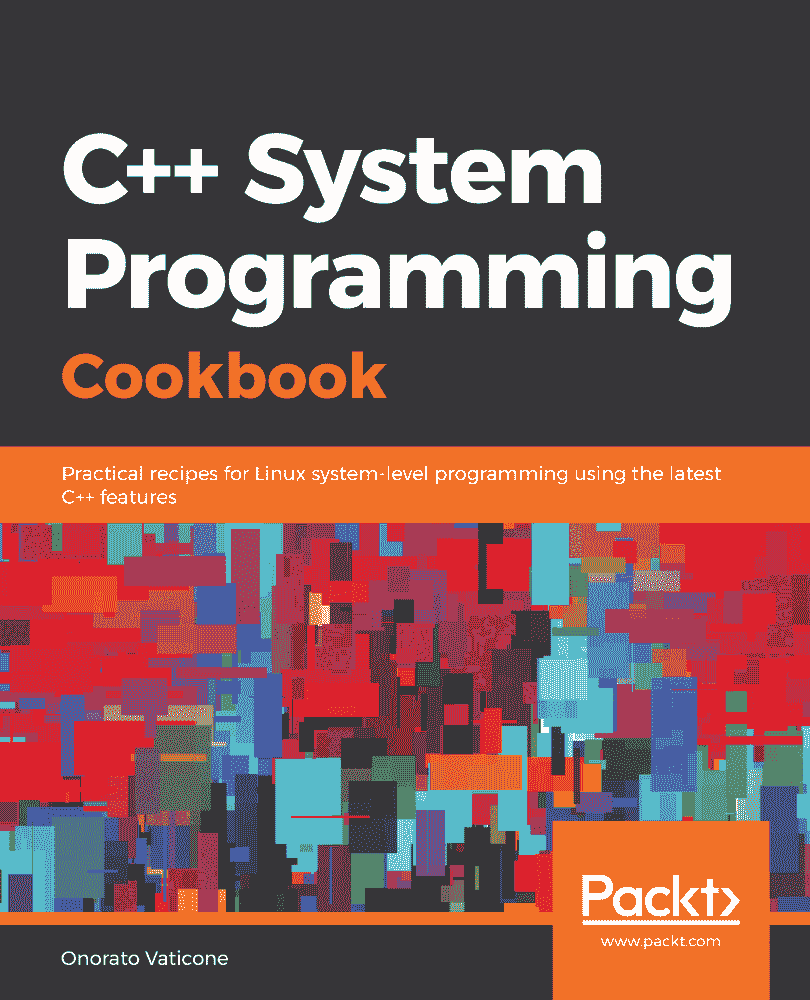 C++ System
Programming
Cookbook
Practical recipes for Linux system-level programming using the latest
C++ features
Packt>
www.packt.com
Onorato Vaticone